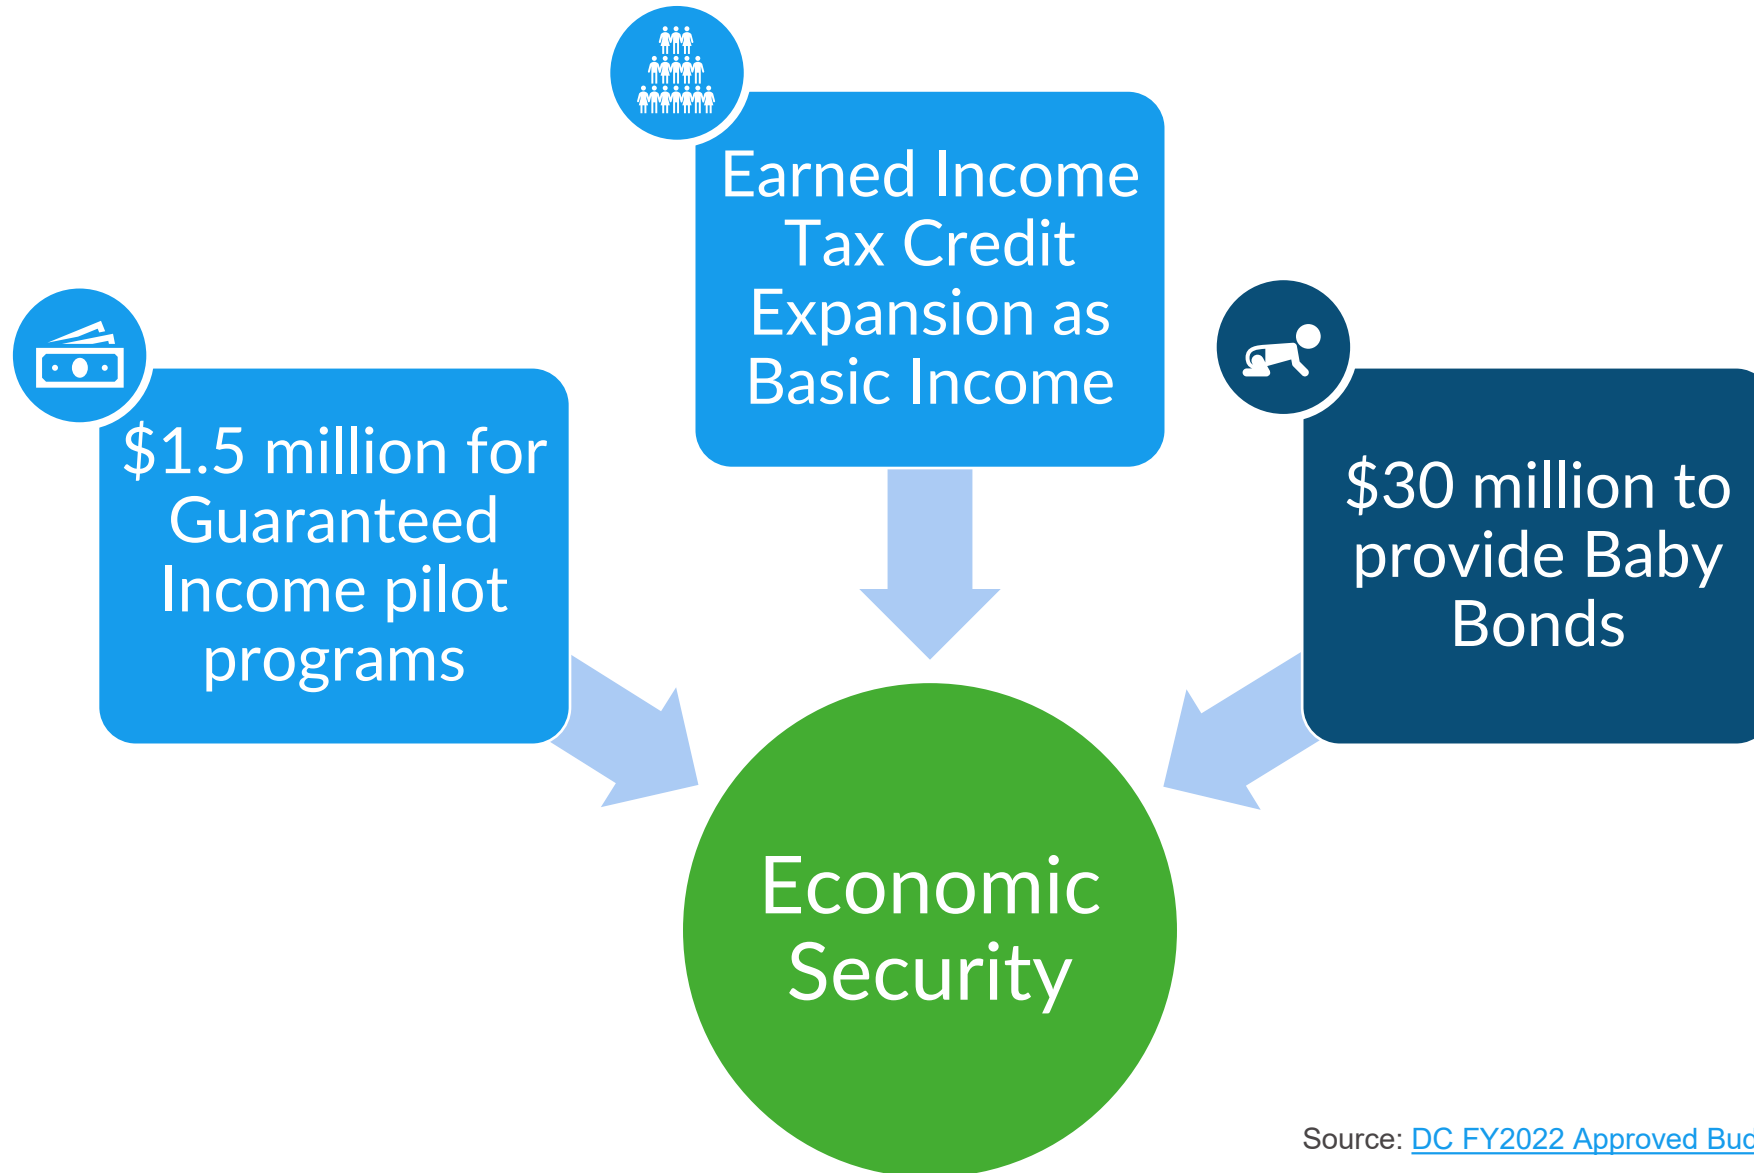 Earned Income
Tax Credit
Expansion as
Basic Income
$1.5 million for
Guaranteed
Income pilot
programs
$30 million to
provide Baby
Bonds
Economic
Security
Source: DC FY2022 Approved